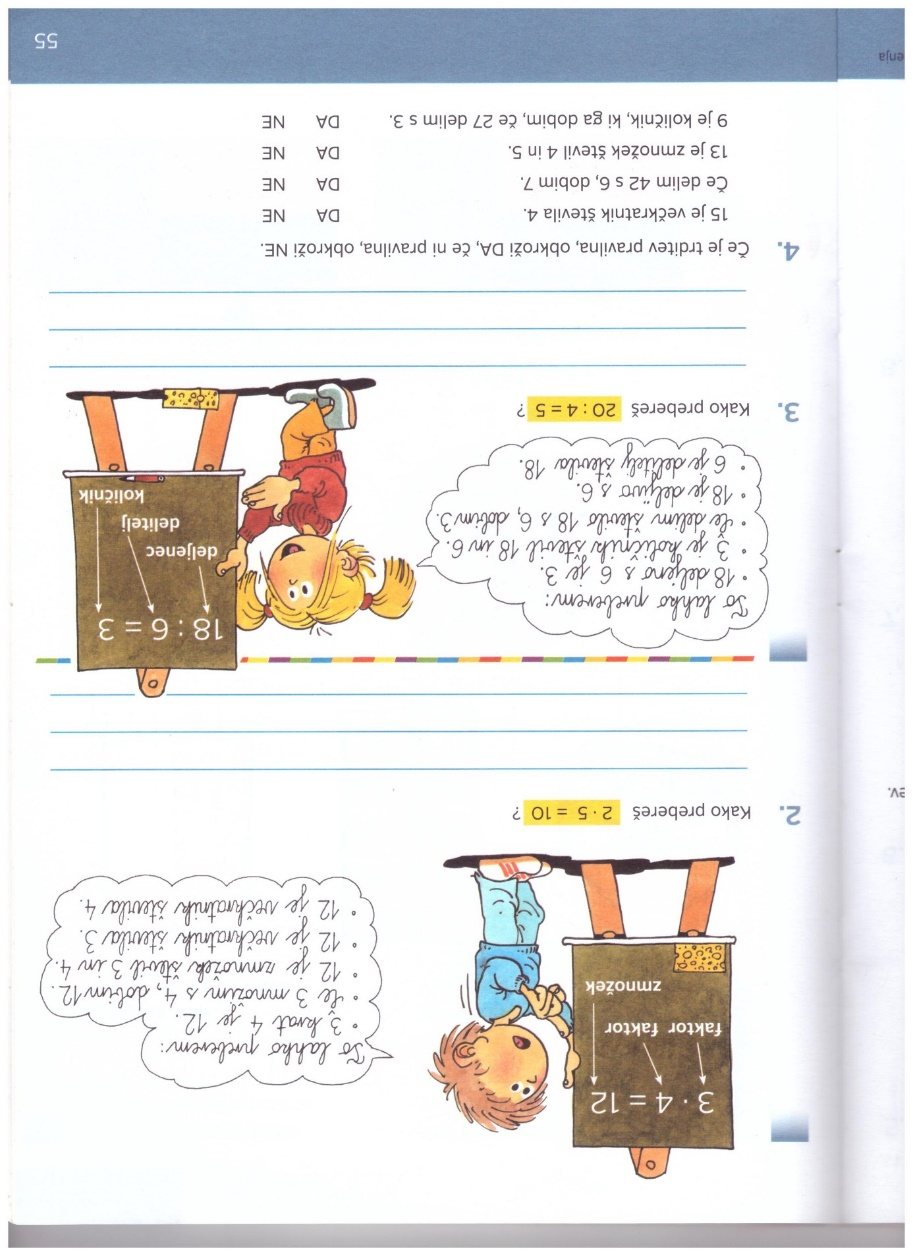 3 · 4 = 12
faktor faktor
zmnožek
To lahko preberem:
• 3 krat 4 je 12.
• Če 3 množim s 4, dobim 12.
• 12 je zmnožek števil 3 in 4.
• 12 je večkratnik števila 3.
• 12 je večkratnik števila 4.
2. Kako prebereš 2 · 5 = 10 ?
To lahko preberem:
• 18 deljeno s 6 je 3.
• 3 je količnik števil 18 in 6.
• Če delim število 18 s 6, dobim 3.
• 18 je deljivo s 6.
• 6 je delitelj števila 18.
18 : 6 = 3
deljenec
delitelj
količnik
3. Kako prebereš 20 : 4 = 5 ?
4. Če je trditev pravilna, obkroži DA, če ni pravilna, obkroži NE.
15 je večkratnik števila 4. DA NE
Če delim 42 s 6, dobim 7. DA NE
13 je zmnožek števil 4 in 5. DA NE
9 je količnik, ki ga dobim, če 27 delim s 3. DA NE
55
ev.
enja